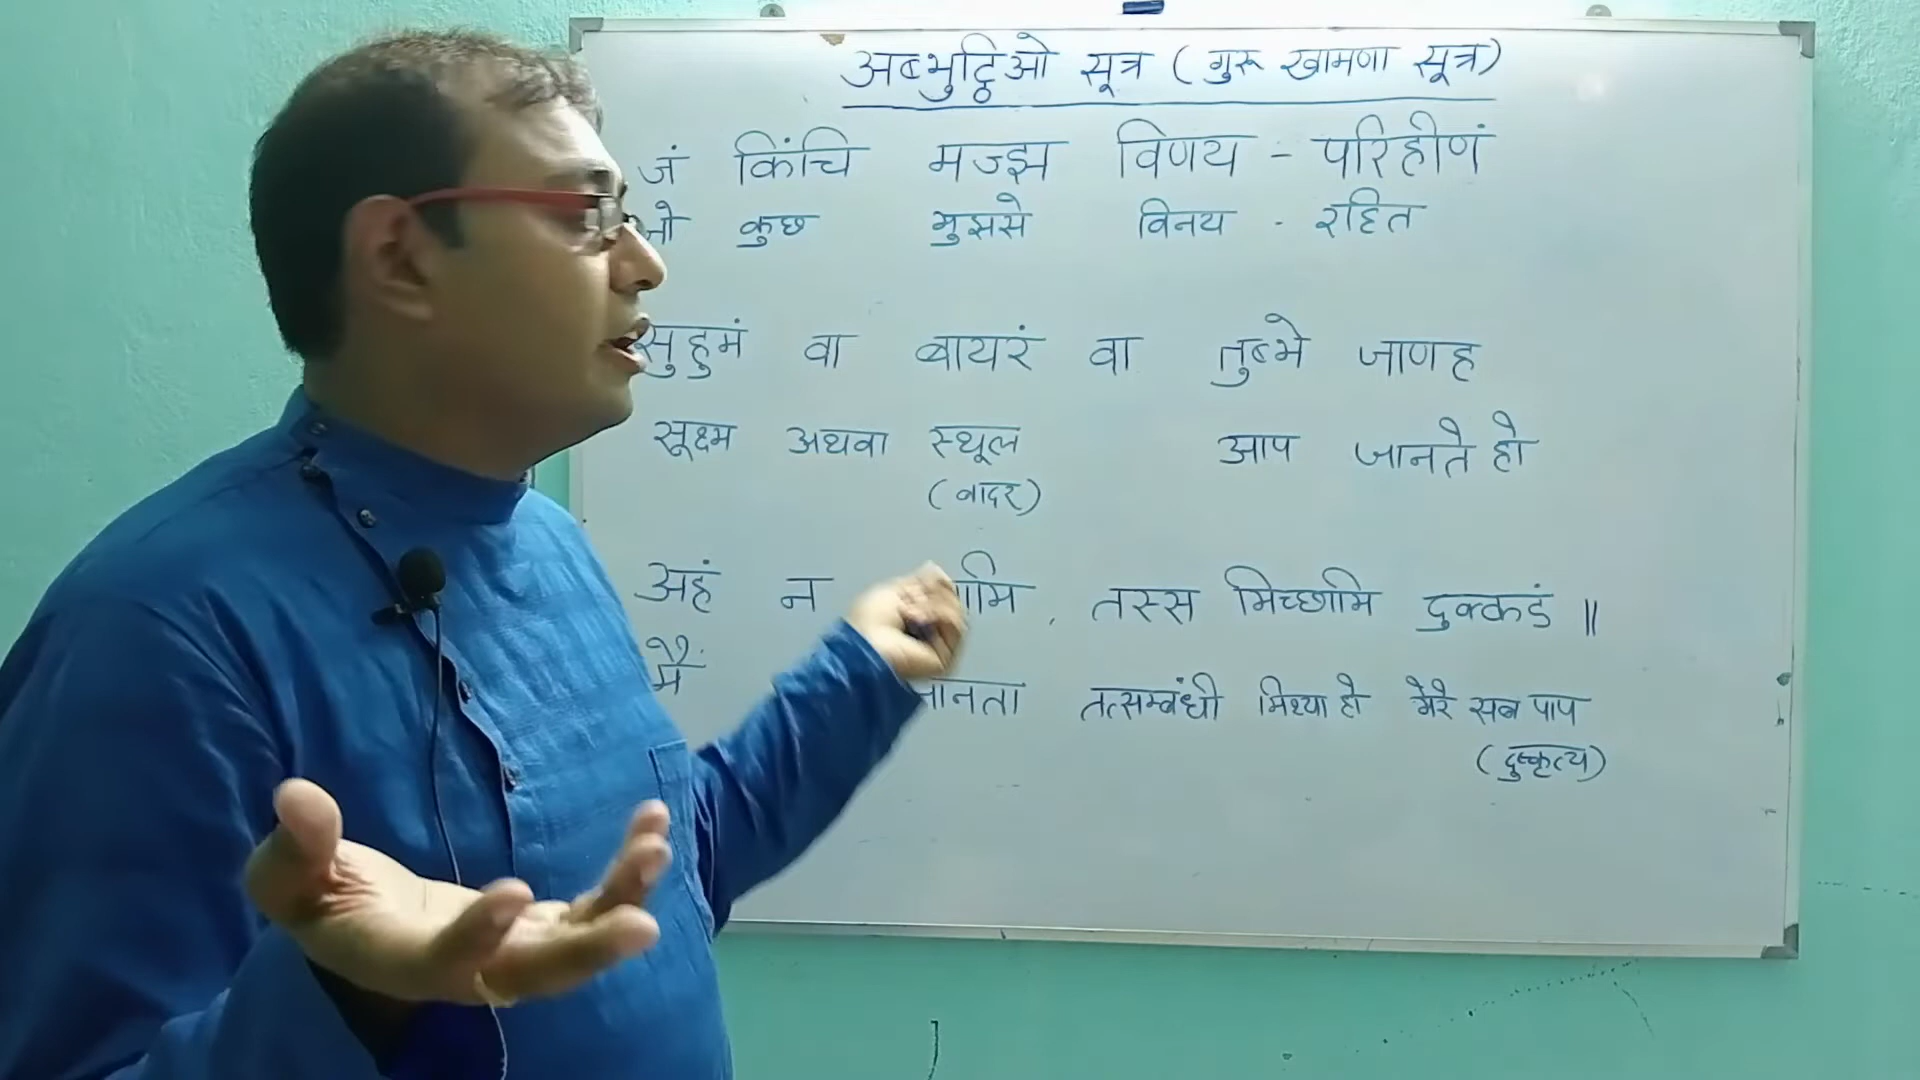 अब्भुट्ठिओ सूत्र (गुरू खामणा सूत्र)
जं किंचि मज्झ विणय - परिहीणं
जो कुछ मुझसे विनय - रहित
सुहुमं वा बायरं वा तुब्भे जाणह
सूक्ष्म अथवा स्थूल आप जानते हो
(बादर)
अहं न तस्स मिच्छामि दुक्कडं ॥
मैं तत्सम्बंधी मिथ्या हो मेरे सब पाप
(दुष्कृत्य)